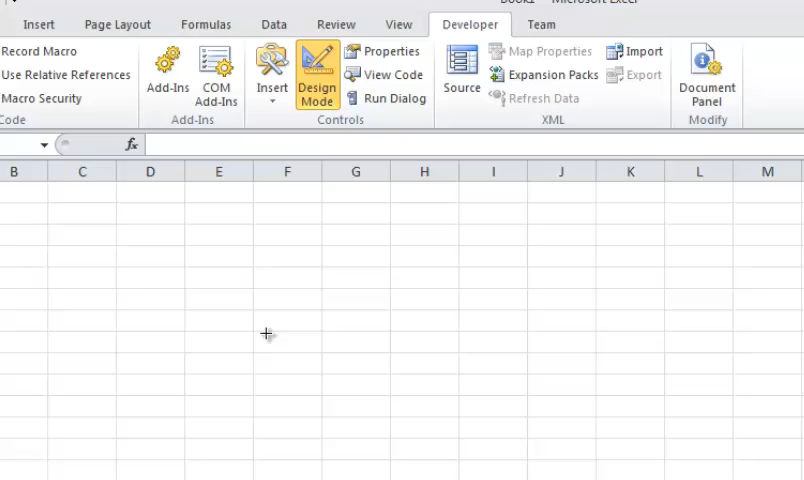 Book1 - Microsoft Excel
Insert Page Layout Formulas Data Review View Developer Team
Record Macro
Use Relative References
Macro Security
Code
Add-Ins
COM Add-Ins
Add-Ins
Insert
Design Mode
Properties
View Code
Run Dialog
Controls
Source
Map Properties
Expansion Packs
Refresh Data
Import
Export
XML
Document Panel
Modify
fx
B C D E F G H I J K L M